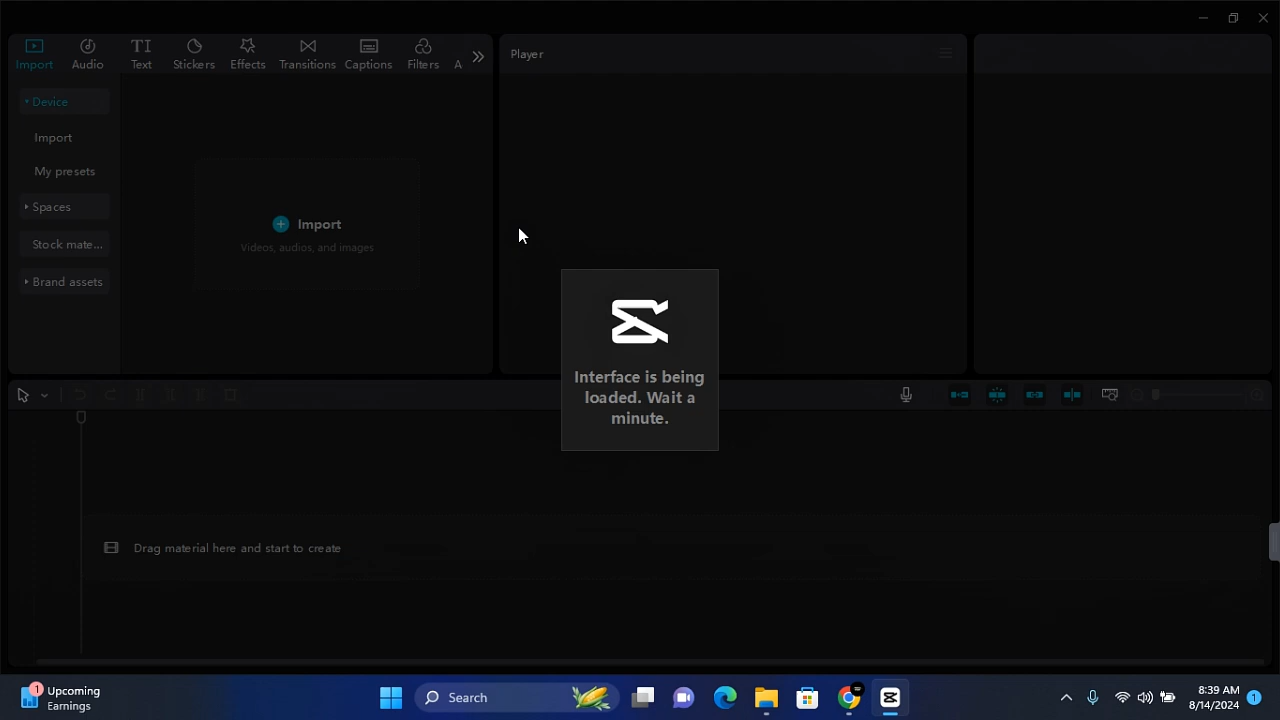 Import
Audio
Text
Stickers
Effects
Transitions
Captions
Filters
A
Player
Device
Import
My presets
Spaces
Stock mate...
Brand assets
Import
Videos, audios, and images
Interface is being
loaded. Wait a
minute.
Drag material here and start to create
1
Upcoming
Earnings
Search
8:39 AM
8/14/2024
1